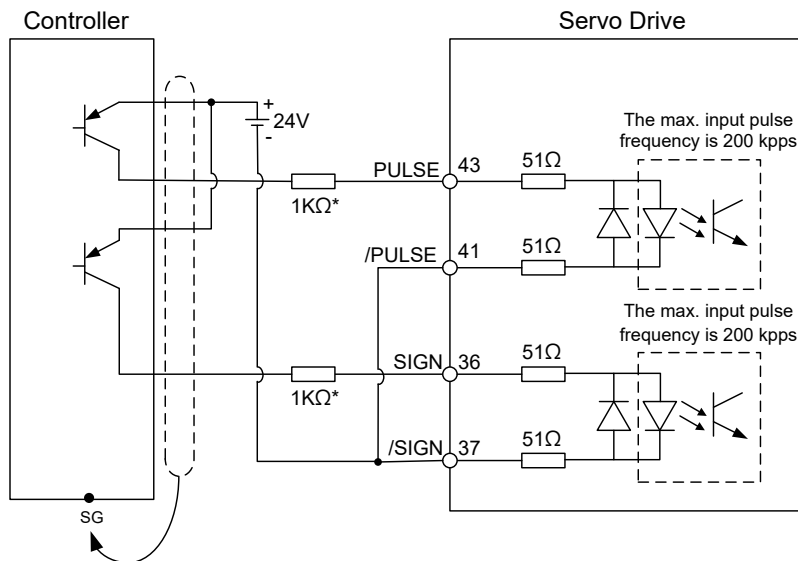 Controller
Servo Drive
+
24V
-
The max. input pulse
frequency is 200 kpps
PULSE
43
51Ω
1KΩ*
/PULSE
41
51Ω
The max. input pulse
frequency is 200 kpps
SIGN
36
51Ω
1KΩ*
/SIGN
37
51Ω
SG